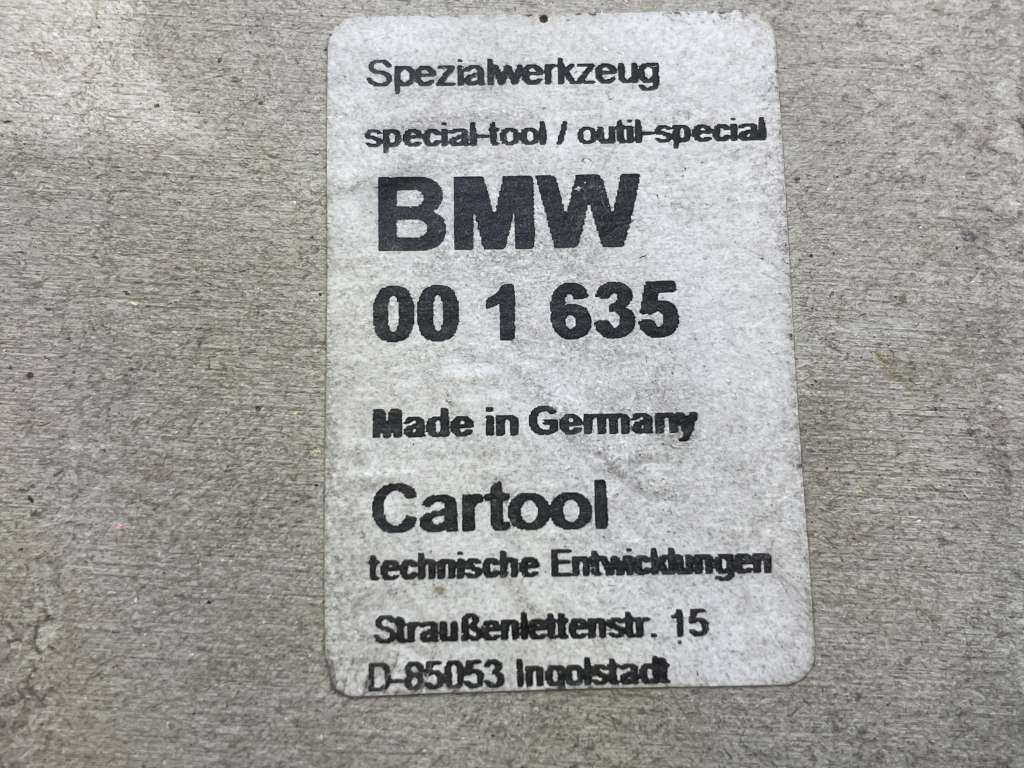 Spezialwerkzeug
special-tool / outil-special
BMW
00 1 635
Made in Germany
Cartool
technische Entwicklungen
Straußenlettenstr. 15
D-85053 Ingolstadt